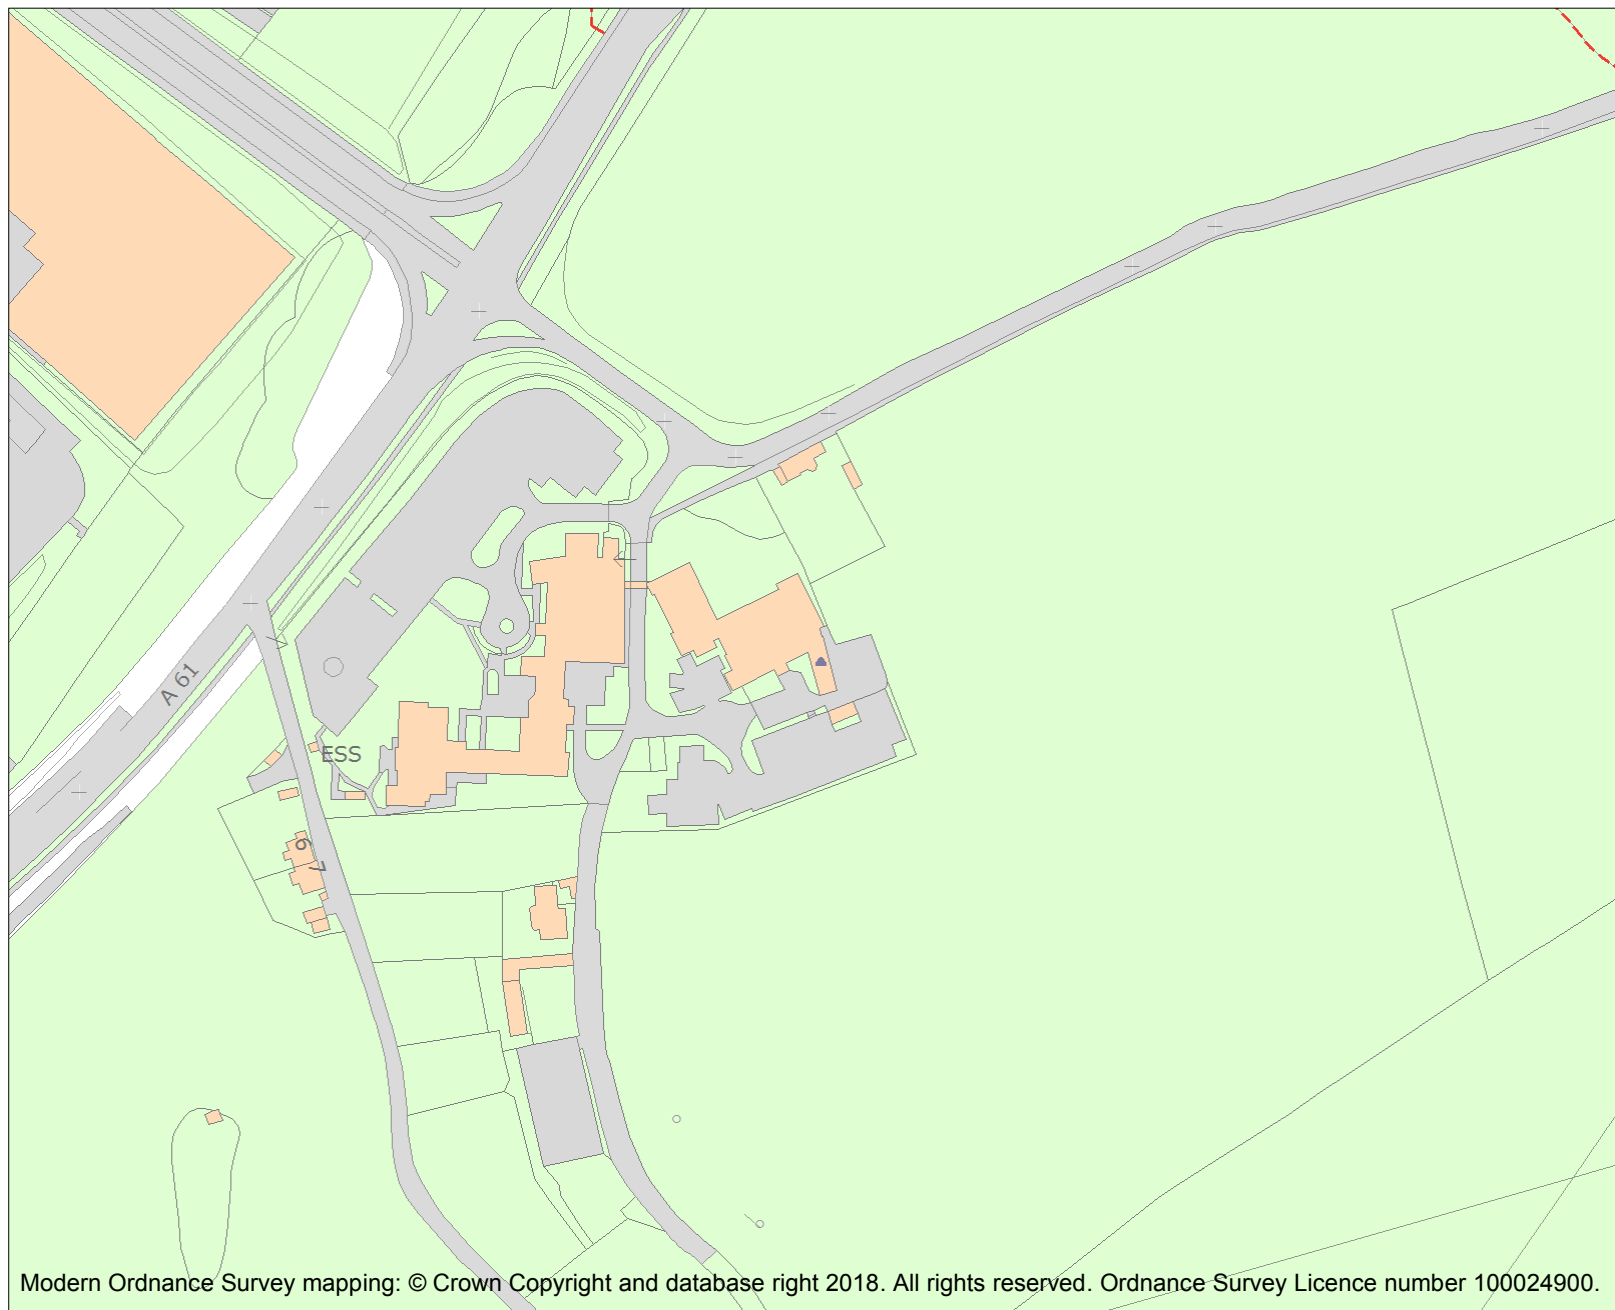 A 61
ESS
6
7
Modern Ordnance Survey mapping: © Crown Copyright and database right 2018. All rights reserved. Ordnance Survey Licence number 100024900.